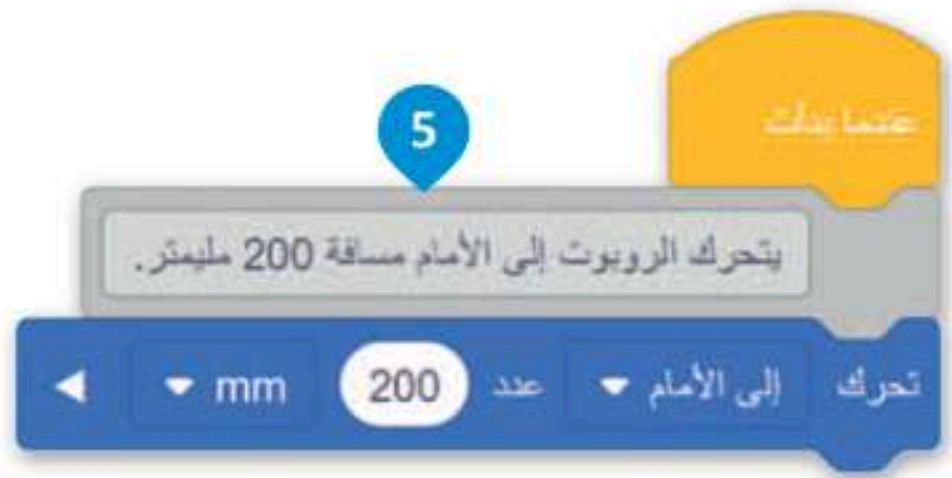 عندما بدأت
5
يتحرك الروبوت إلى الأمام مسافة 200 مليمتر.
تحرك إلى الأمام عدد 200 mm